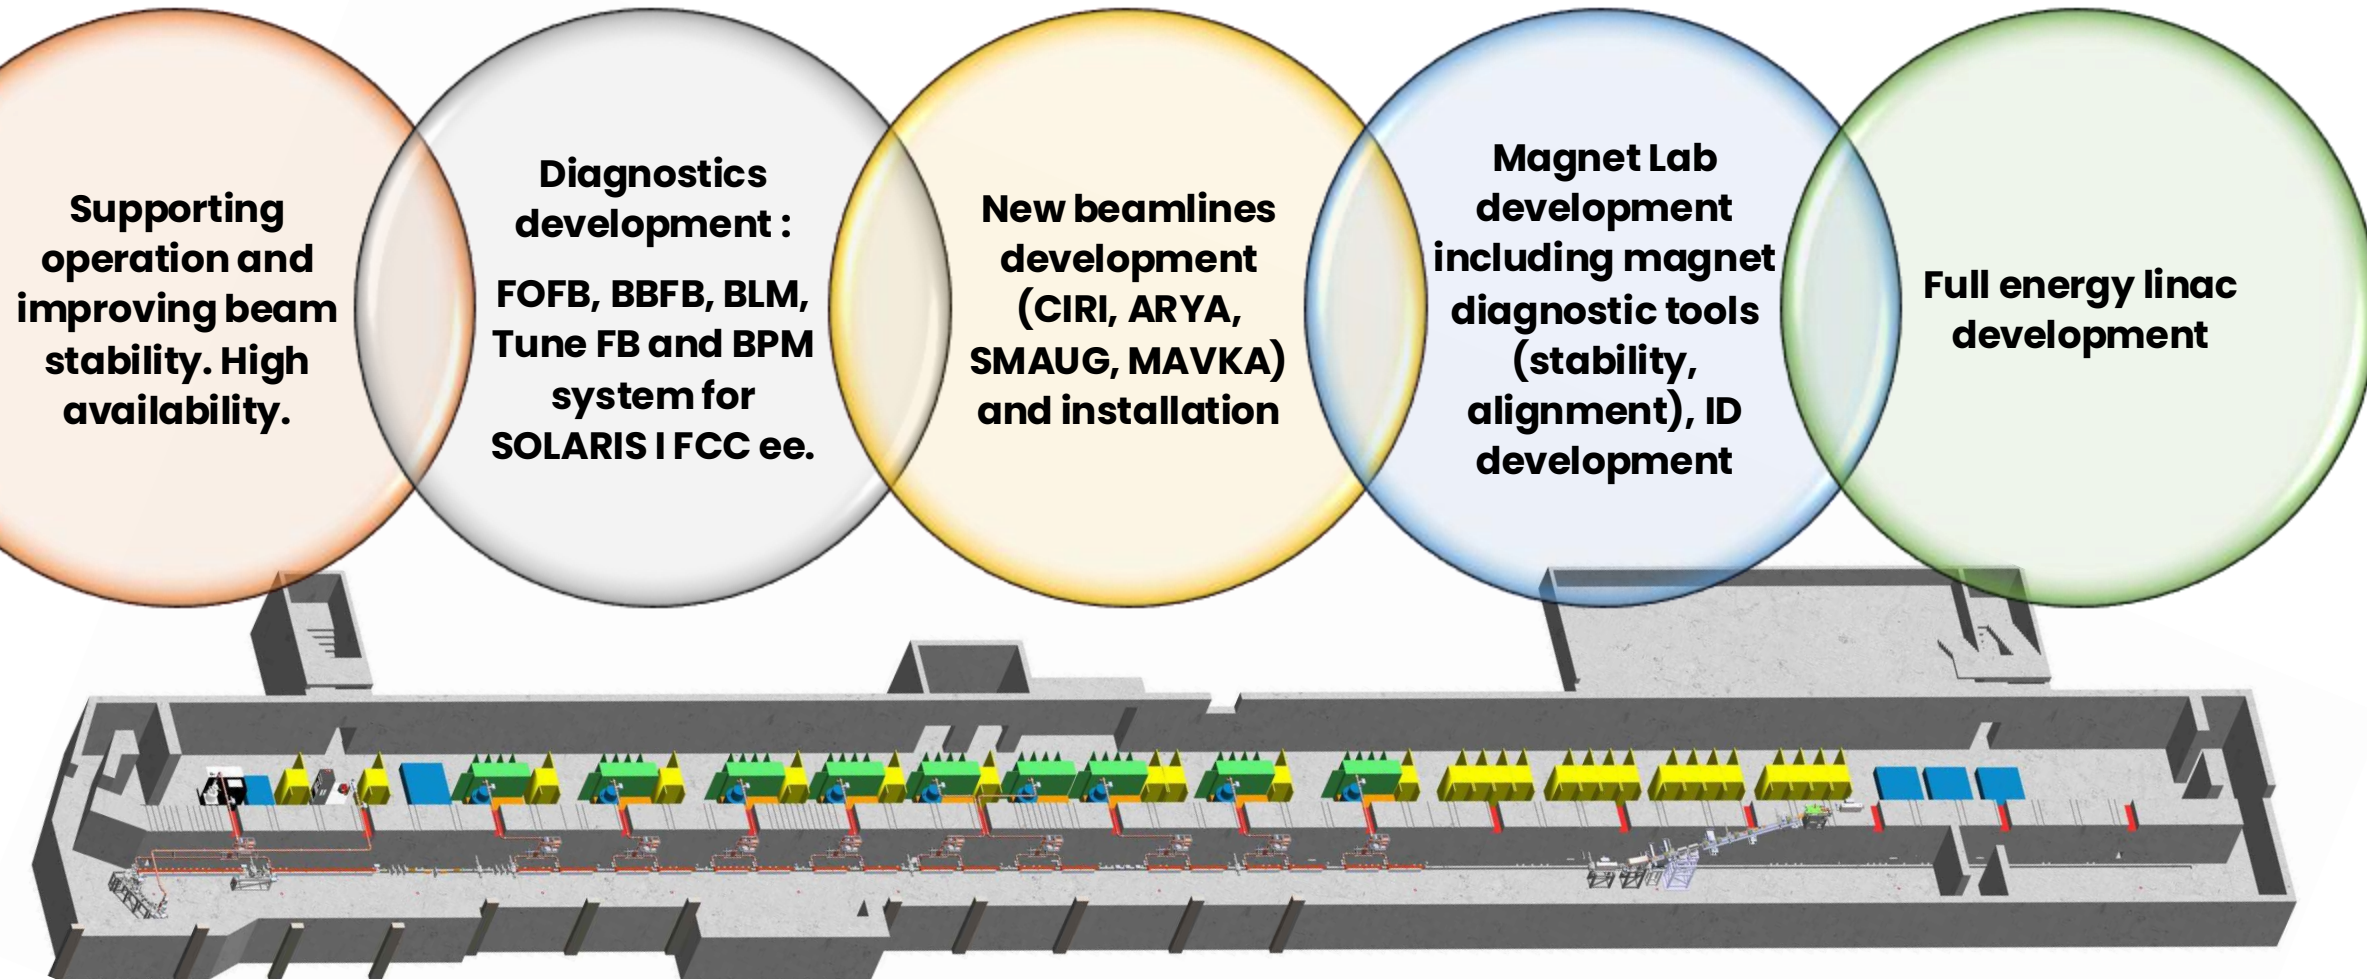 Supporting
operation and
improving beam
stability. High
availability.
Diagnostics
development :
FOFB, BBFB, BLM,
Tune FB and BPM
system for
SOLARIS I FCC ee.
New beamlines
development
(CIRI, ARYA,
SMAUG, MAVKA)
and installation
Magnet Lab
development
including magnet
diagnostic tools
(stability,
alignment), ID
development
Full energy linac
development